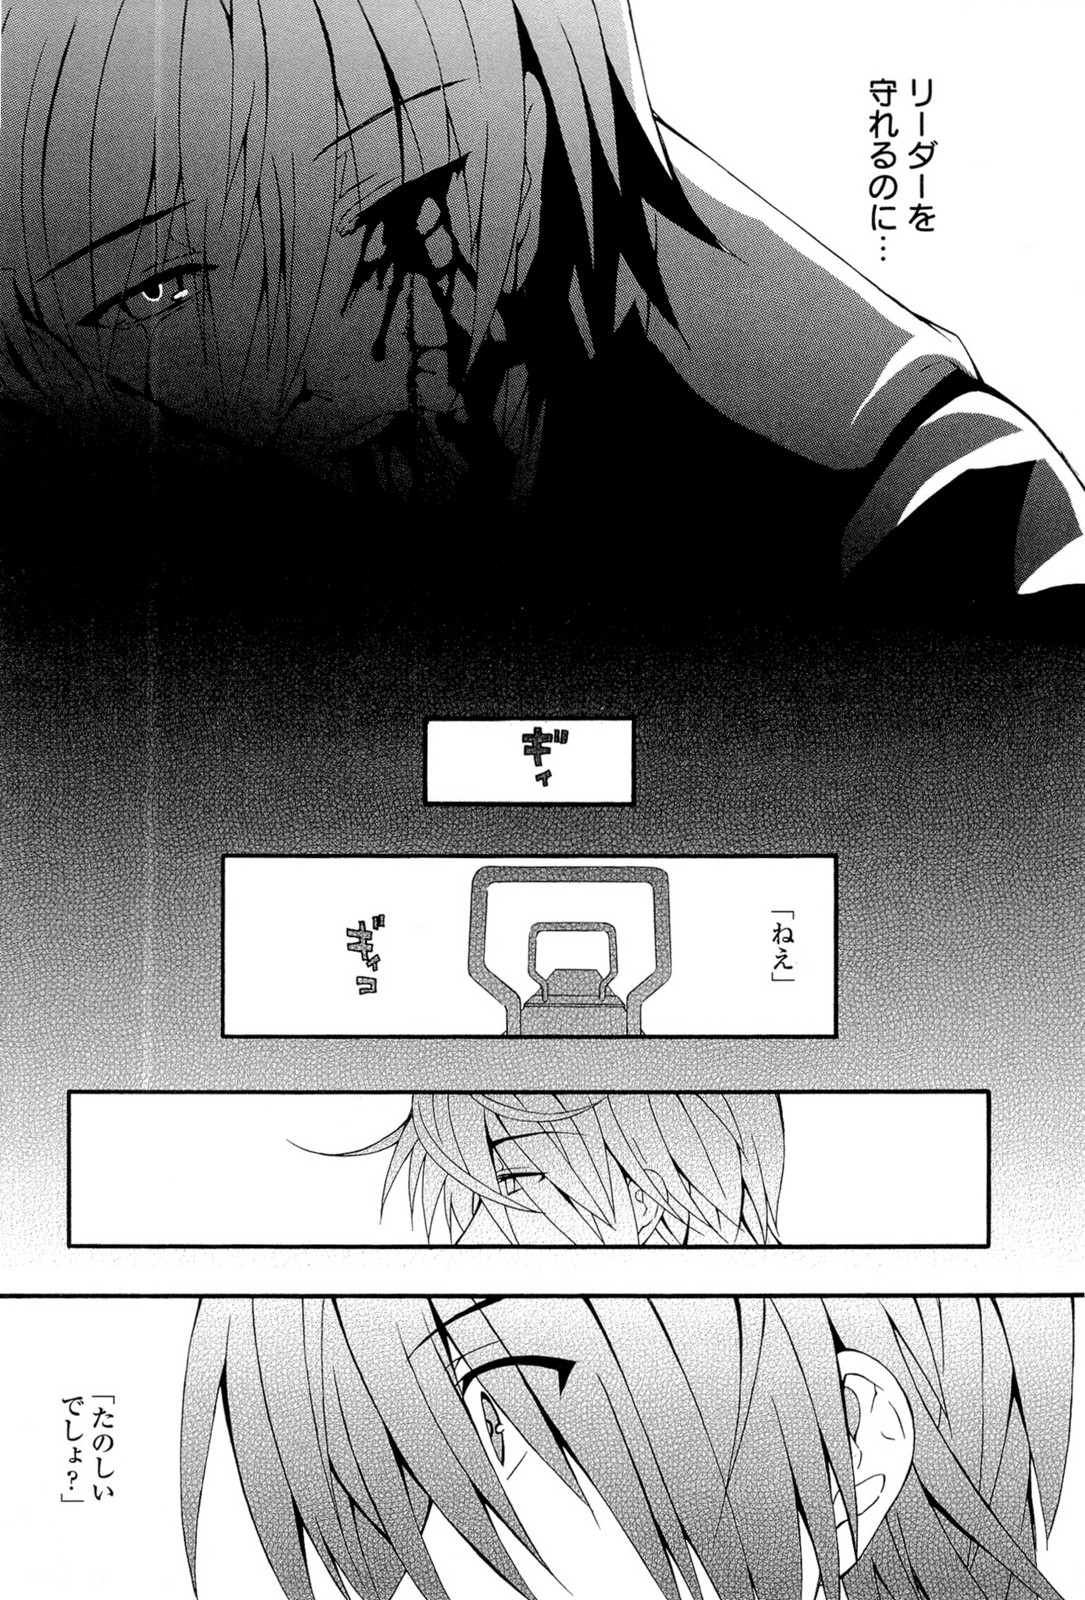 リーダーを
守れるのに…
ギィ
「ねえ」
ギィコ
「たのしい
でしょ？」